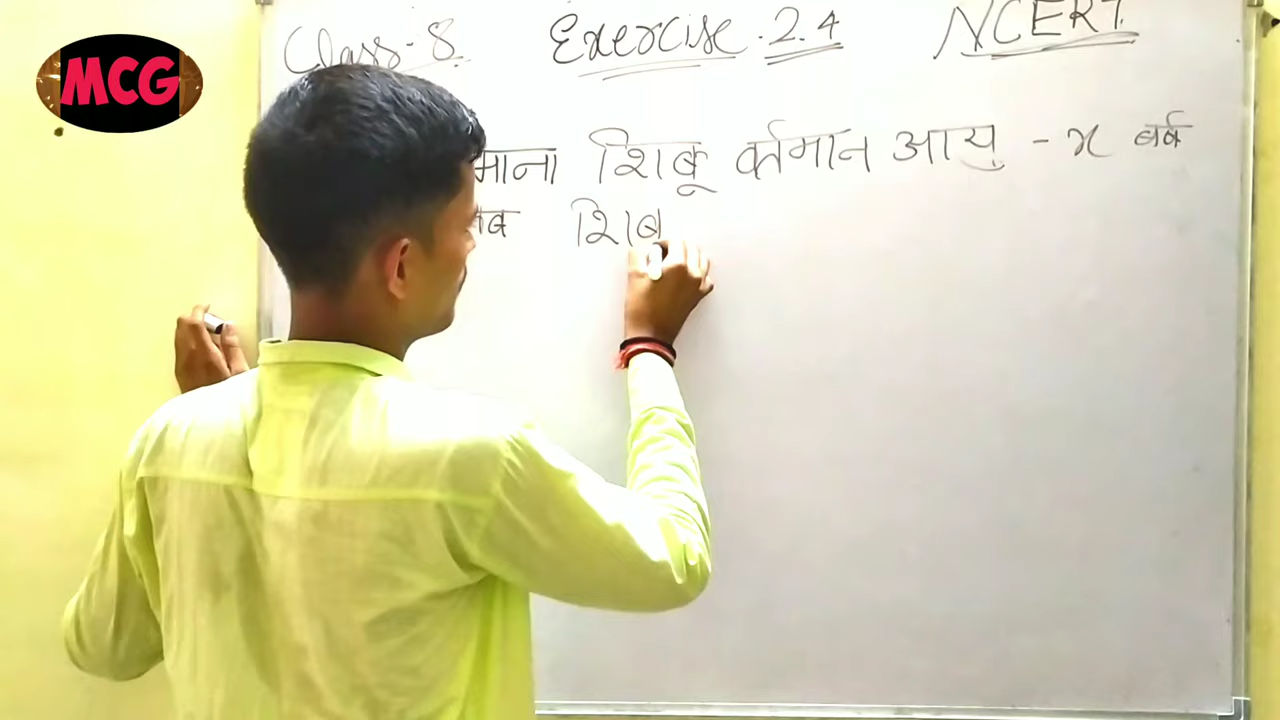 MCG
Class-8 Exercise 2.4 NCERT
माना शिबू वर्तमान आयु - x वर्ष
शिब